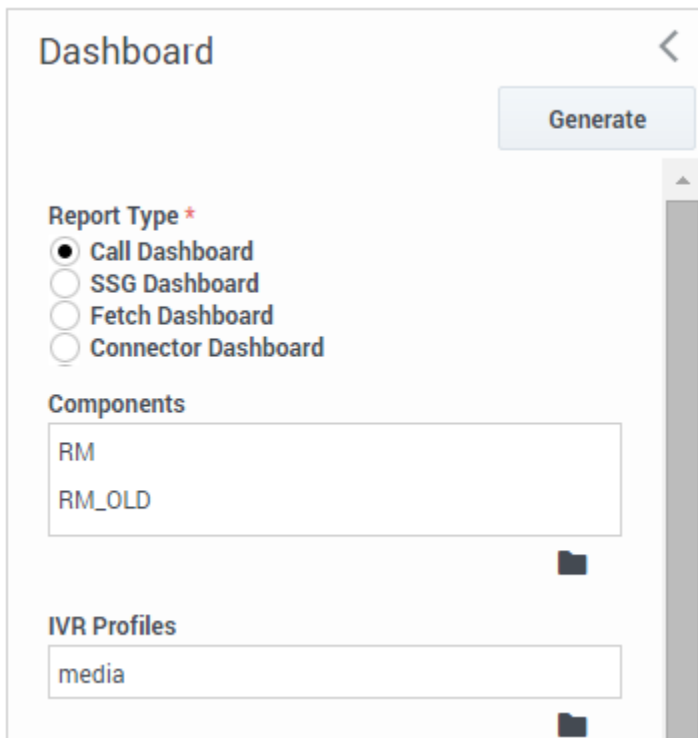 Dashboard
Generate
Report Type *
Call Dashboard
SSG Dashboard
Fetch Dashboard
Connector Dashboard
Components
RM
RM_OLD
IVR Profiles
media